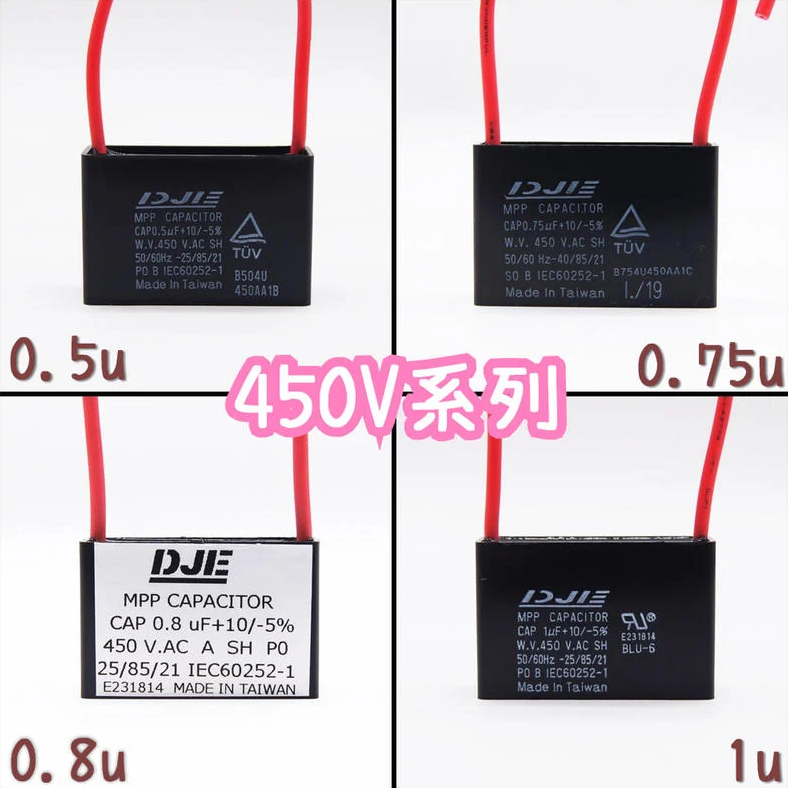 DJE
MPP CAPACITOR
CAP0.5uF+10/-5%
W.V.450 V.AC SH
50/60Hz -25/85/21
P0 B IEC60252-1
Made In Taiwan
TÜV
B504U
450AA1B
0.5u
DJE
MPP CAPACITOR
CAP0.75uF+10/-5%
W.V. 450 V.AC SH
50/60 Hz-40/85/21
S0 B IEC60252-1
Made In Taiwan
TÜV
B754U450AA1C
I./19
0.75u
450V系列
DJE
MPP CAPACITOR
CAP 0.8 uF+10/-5%
450 V.AC A SH P0
25/85/21 IEC60252-1
E231814 MADE IN TAIWAN
0.8u
DJE
MPP CAPACITOR
CAP 1uF+10/-5%
W.V.450 V.AC SH
50/60Hz -25/85/21
P0 B IEC60252-1
Made In Taiwan
E231814
BLU-6
1u